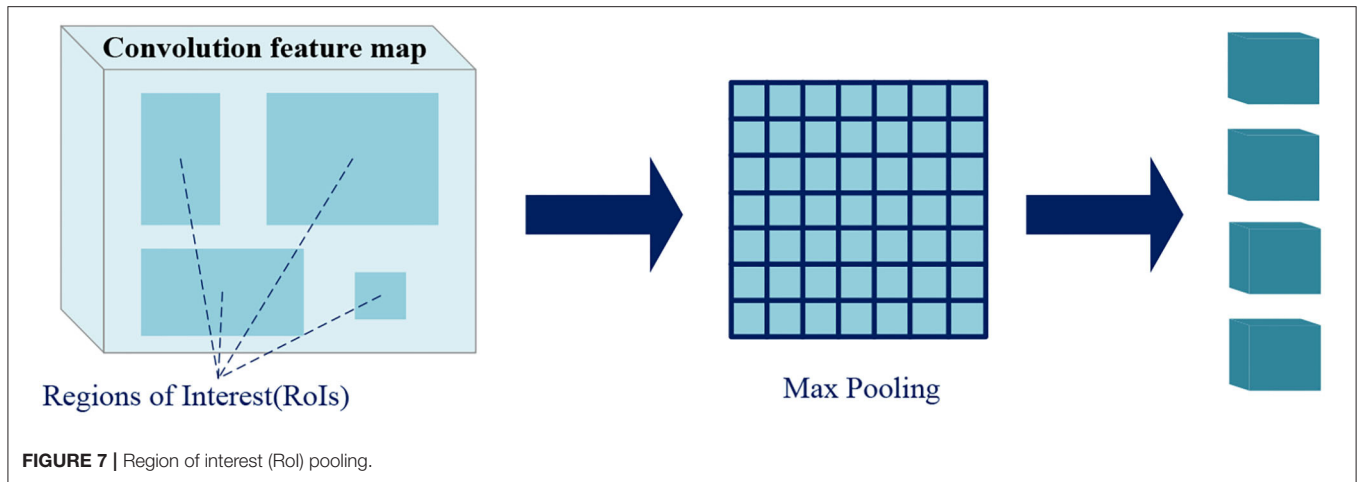 Convolution feature map
Regions of Interest(RoIs)
Max Pooling
FIGURE 7 | Region of interest (RoI) pooling.